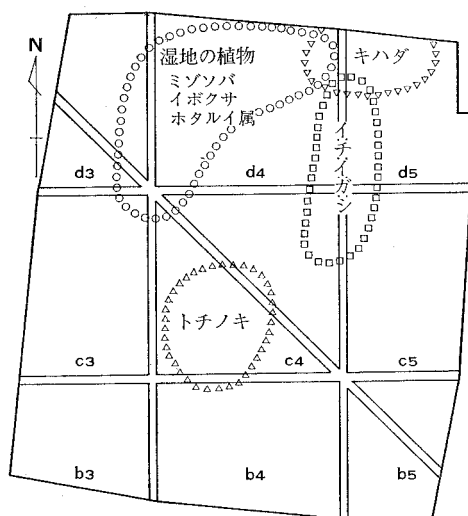 N
湿地の植物
ミゾソバ
イボクサ
ホタルイ属
キハダ
イチイガシ
d3
d4
d5
トチノキ
c3
c4
c5
b3
b4
b5